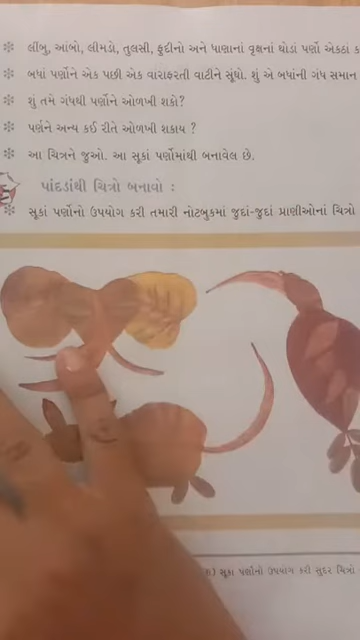 લીંબુ, આંબો, લીમડો, તુલસી, ફુદીનો અને ધાણાનાં વૃક્ષનાં થોડાં પર્ણો એકઠાં ક
બધાં પર્ણોને એક પછી એક વારાફરતી વાટીને સૂંઘો. શું એ બધાંની ગંધ સમાન
શું તમે ગંધથી પર્ણોને ઓળખી શકો?
પર્ણને અન્ય કઈ રીતે ઓળખી શકાય ?
આ ચિત્રને જુઓ. આ સૂકાં પર્ણોમાંથી બનાવેલ છે.
પાંદડાંથી ચિત્રો બનાવો :
સૂકાં પર્ણોનો ઉપયોગ કરી તમારી નોટબુકમાં જુદાં-જુદાં પ્રાણીઓનાં ચિત્રો
સૂકા પર્ણોનો ઉપયોગ કરી સુંદર ચિત્રો